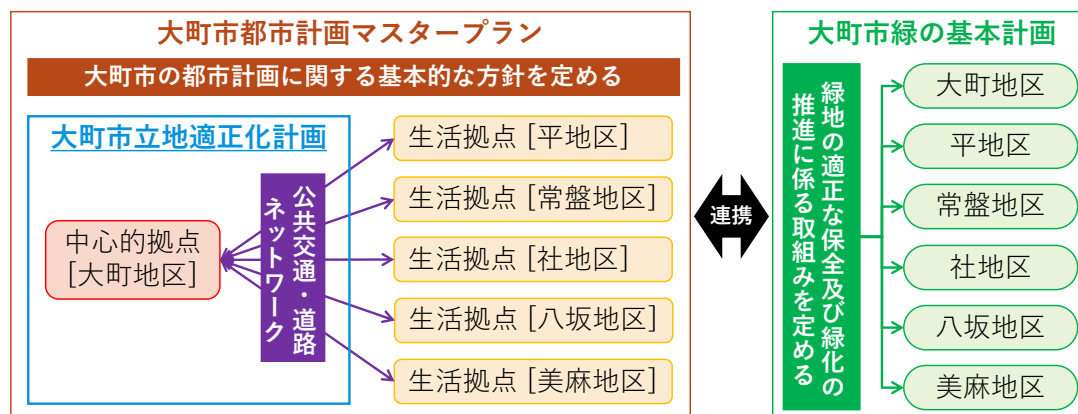 大町市都市計画マスタープラン
大町市の都市計画に関する基本的な方針を定める
大町市立地適正化計画
中心的拠点
[大町地区]
公共交通・道路
ネットワーク
生活拠点 [平地区]
生活拠点 [常盤地区]
生活拠点 [社地区]
生活拠点 [八坂地区]
生活拠点 [美麻地区]
連携
大町市緑の基本計画
緑地の適正な保全及び緑化の
推進に係る取組みを定める
大町地区
平地区
常盤地区
社地区
八坂地区
美麻地区